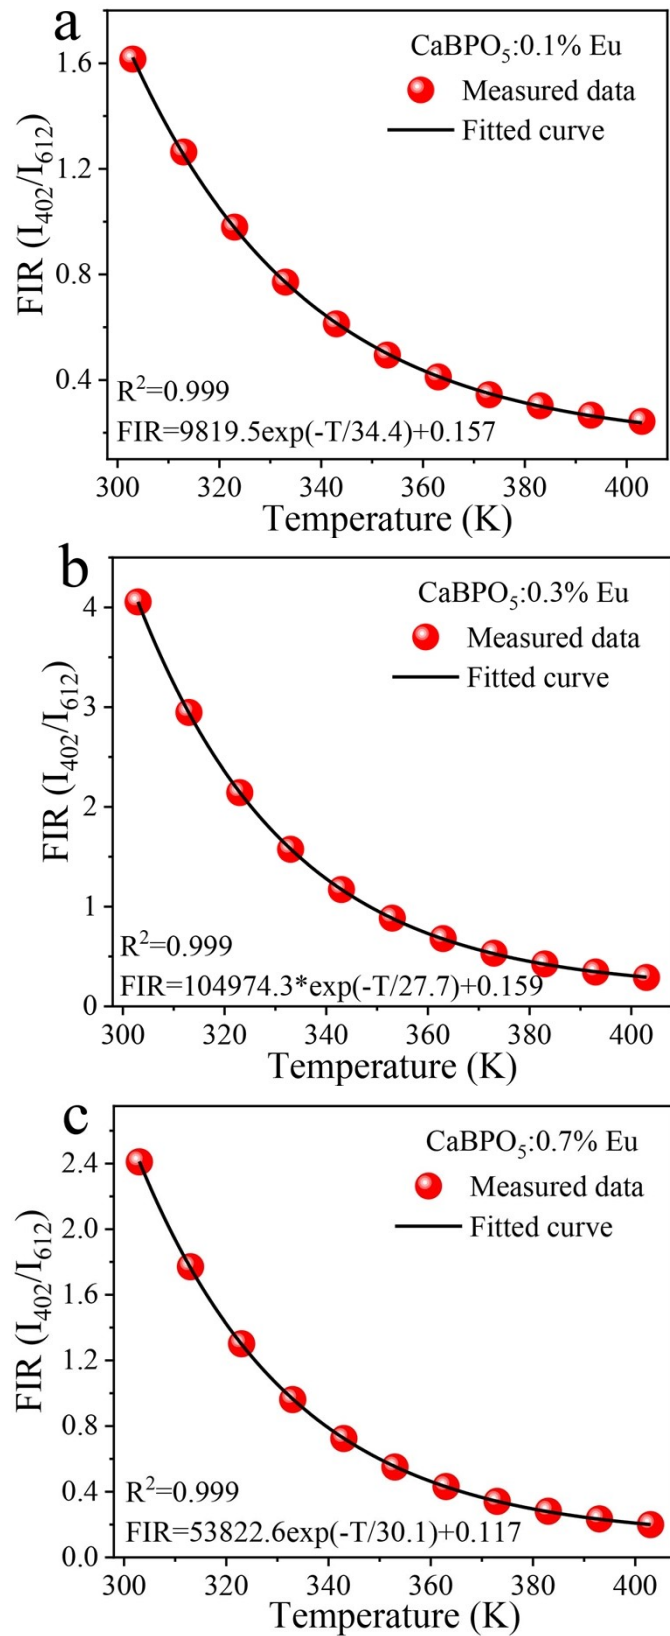 a
CaBPO₅:0.1% Eu
Measured data
Fitted curve
FIR (I₄₀₂/I₆₁₂)
1.6
1.2
0.8
0.4
R²=0.999
FIR=9819.5exp(-T/34.4)+0.157
300 320 340 360 380 400
Temperature (K)
b
CaBPO₅:0.3% Eu
Measured data
Fitted curve
FIR (I₄₀₂/I₆₁₂)
4
3
2
1
0
R²=0.999
FIR=104974.3*exp(-T/27.7)+0.159
300 320 340 360 380 400
Temperature (K)
c
CaBPO₅:0.7% Eu
Measured data
Fitted curve
FIR (I₄₀₂/I₆₁₂)
2.4
2.0
1.6
1.2
0.8
0.4
0.0
R²=0.999
FIR=53822.6exp(-T/30.1)+0.117
300 320 340 360 380 400
Temperature (K)